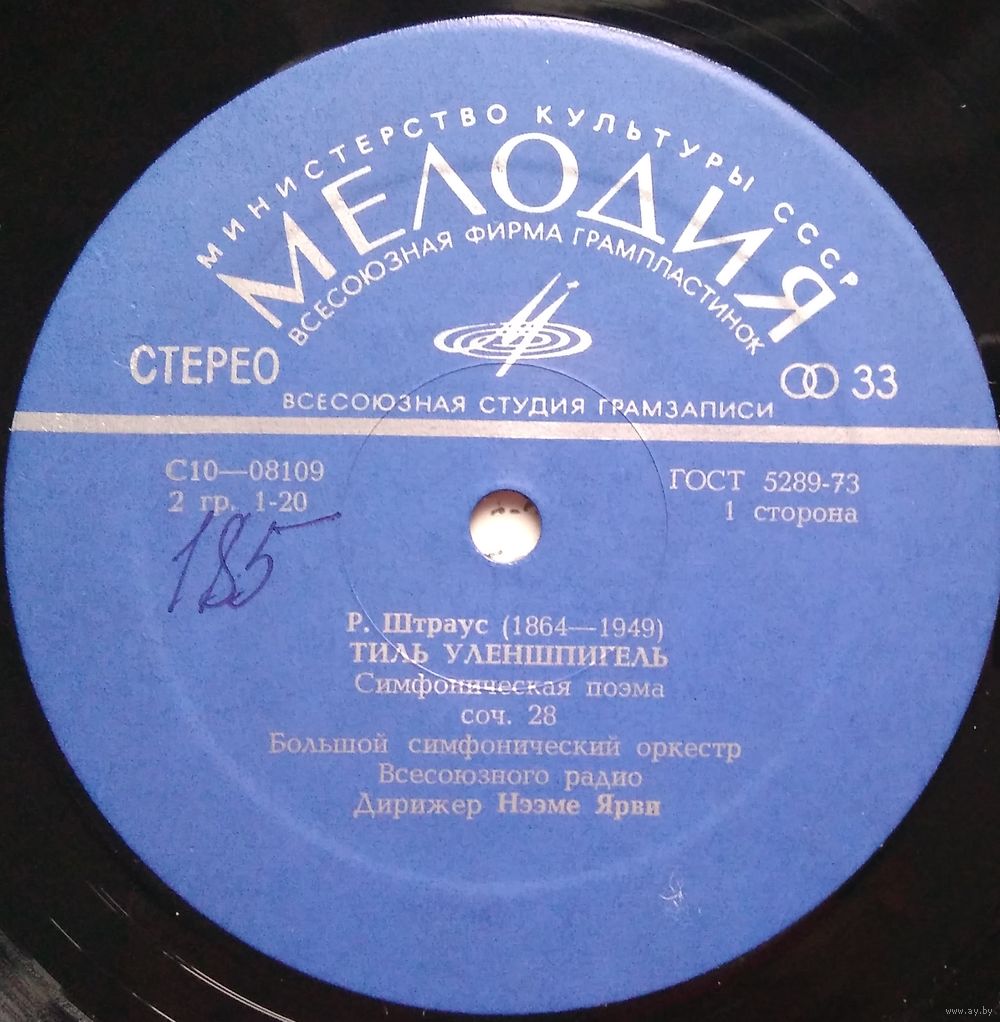 МИНИСТЕРСТВО КУЛЬТУРЫ СССР
МЕЛОДИЯ
ВСЕСОЮЗНАЯ ФИРМА ГРАМПЛАСТИНОК
СТЕРЕО
33
ВСЕСОЮЗНАЯ СТУДИЯ ГРАМЗАПИСИ
С10—08109
2 гр. 1-20
ГОСТ 5289-73
1 сторона
185
Р. Штраус (1864—1949)
ТИЛЬ УЛЕНШПИГЕЛЬ
Симфоническая поэма
соч. 28
Большой симфонический оркестр
Всесоюзного радио
Дирижер Нээме Ярви
www.ay.by